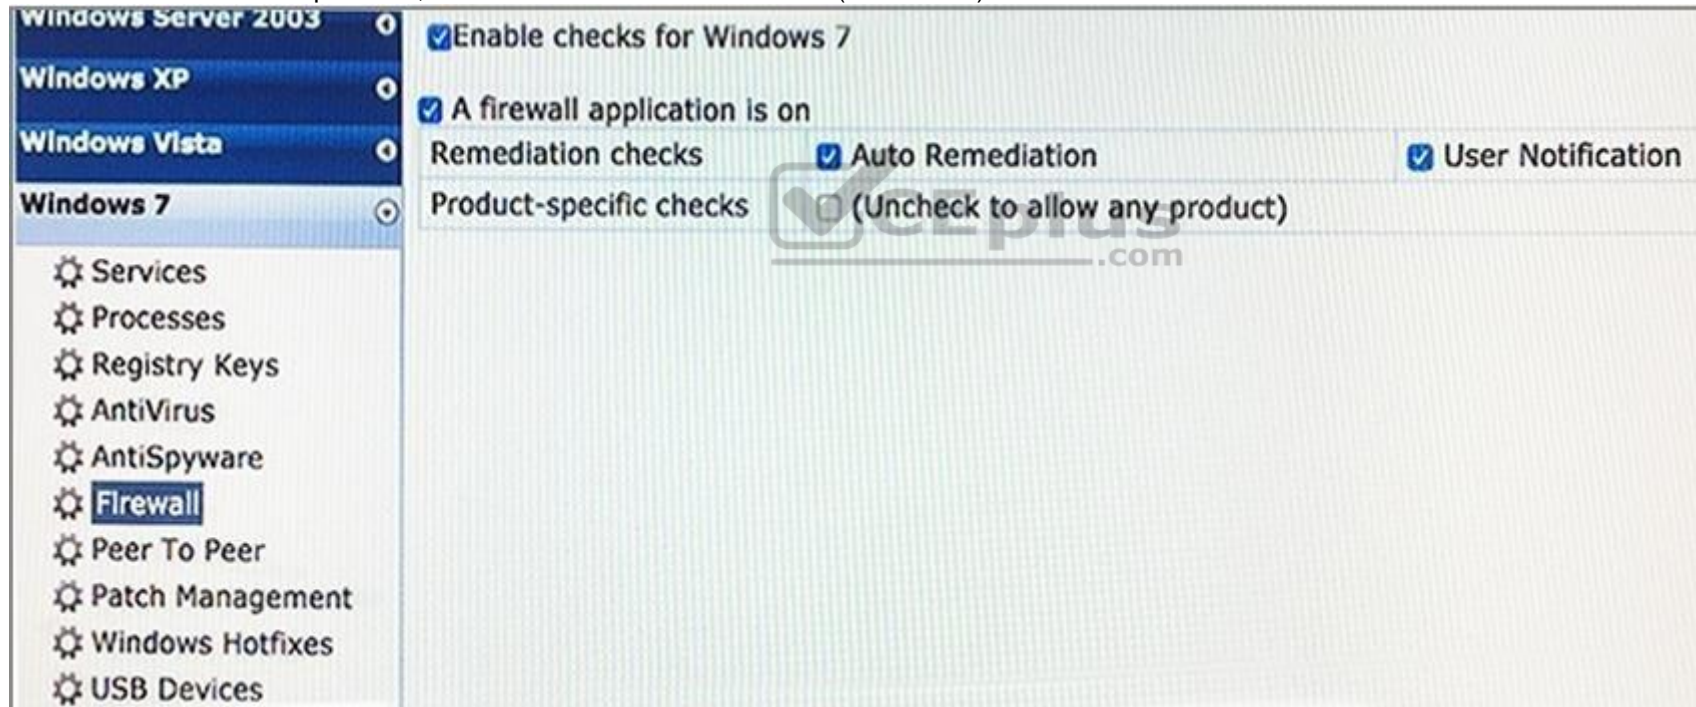 Windows Server 2003
Enable checks for Windows 7
Windows XP
A firewall application is on
Windows Vista
Remediation checks Auto Remediation User Notification
Windows 7
Product-specific checks (Uncheck to allow any product)
CEplus
.com
Services
Processes
Registry Keys
AntiVirus
AntiSpyware
Firewall
Peer To Peer
Patch Management
Windows Hotfixes
USB Devices